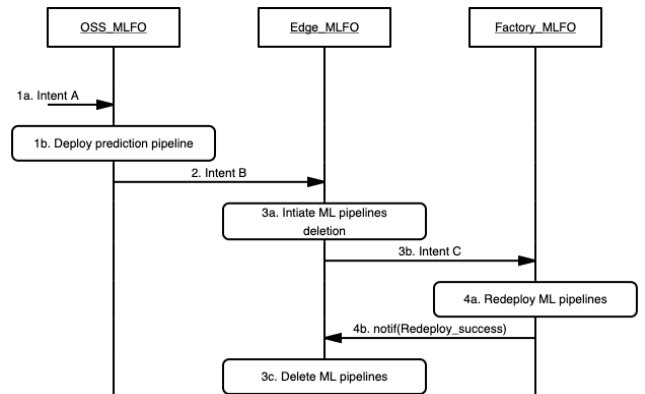 OSS_MLFO
Edge_MLFO
Factory_MLFO
1a. Intent A
1b. Deploy prediction pipeline
2. Intent B
3a. Intiate ML pipelines
deletion
3b. Intent C
4a. Redeploy ML pipelines
4b. notif(Redeploy_success)
3c. Delete ML pipelines